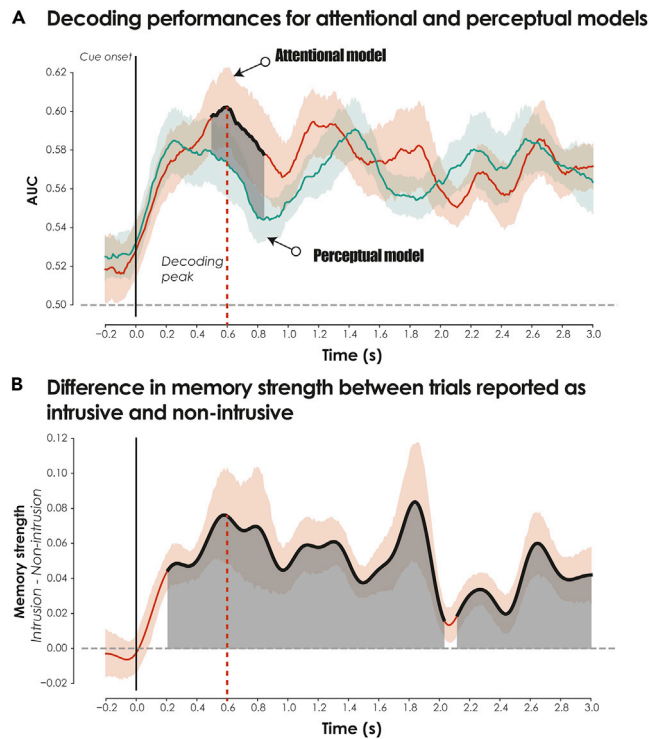 A Decoding performances for attentional and perceptual models
Cue onset
Attentional model
0.62
0.60
0.58
0.56
0.54
0.52
0.50
AUC
Decoding
peak
Perceptual model
−0.2 0.0 0.2 0.4 0.6 0.8 1.0 1.2 1.4 1.6 1.8 2.0 2.2 2.4 2.6 2.8 3.0
Time (s)
B Difference in memory strength between trials reported as
intrusive and non-intrusive
0.12
0.10
0.08
0.06
0.04
0.02
0.00
−0.02
Memory strength
Intrusion - Non-intrusion
−0.2 0.0 0.2 0.4 0.6 0.8 1.0 1.2 1.4 1.6 1.8 2.0 2.2 2.4 2.6 2.8 3.0
Time (s)